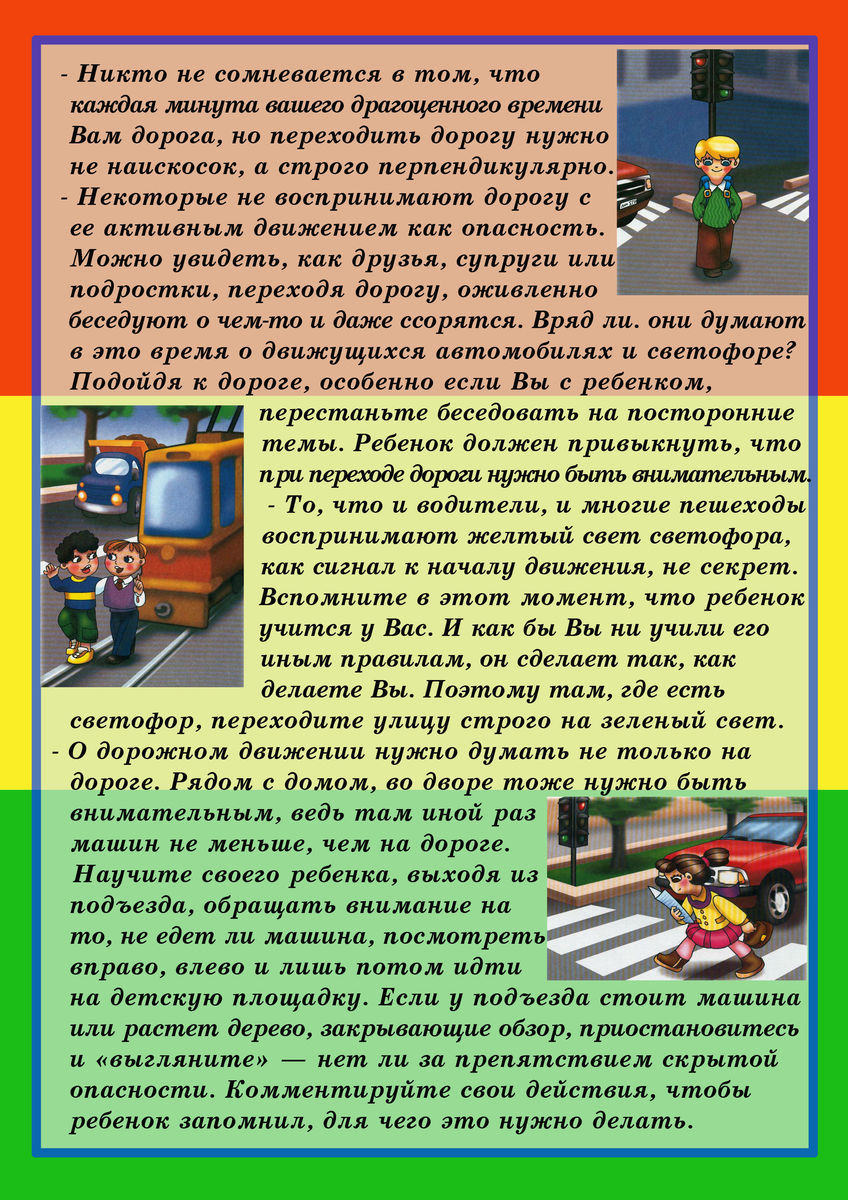 - Никто не сомневается в том, что
каждая минута вашего драгоценного времени
Вам дорога, но переходить дорогу нужно
не наискосок, а строго перпендикулярно.
- Некоторые не воспринимают дорогу с
ее активным движением как опасность.
Можно увидеть, как друзья, супруги или
подростки, переходя дорогу, оживленно
беседуют о чем-то и даже ссорятся. Вряд ли. они думают
в это время о движущихся автомобилях и светофоре?
Подойдя к дороге, особенно если Вы с ребенком,
перестаньте беседовать на посторонние
темы. Ребенок должен привыкнуть, что
при переходе дороги нужно быть внимательным.
- То, что и водители, и многие пешеходы
воспринимают желтый свет светофора,
как сигнал к началу движения, не секрет.
Вспомните в этот момент, что ребенок
учится у Вас. И как бы Вы ни учили его
иным правилам, он сделает так, как
делаете Вы. Поэтому там, где есть
светофор, переходите улицу строго на зеленый свет.
- О дорожном движении нужно думать не только на
дороге. Рядом с домом, во дворе тоже нужно быть
внимательным, ведь там иной раз
машин не меньше, чем на дороге.
Научите своего ребенка, выходя из
подъезда, обращать внимание на
то, не едет ли машина, посмотреть
вправо, влево и лишь потом идти
на детскую площадку. Если у подъезда стоит машина
или растет дерево, закрывающие обзор, приостановитесь
и «выгляните» — нет ли за препятствием скрытой
опасности. Комментируйте свои действия, чтобы
ребенок запомнил, для чего это нужно делать.